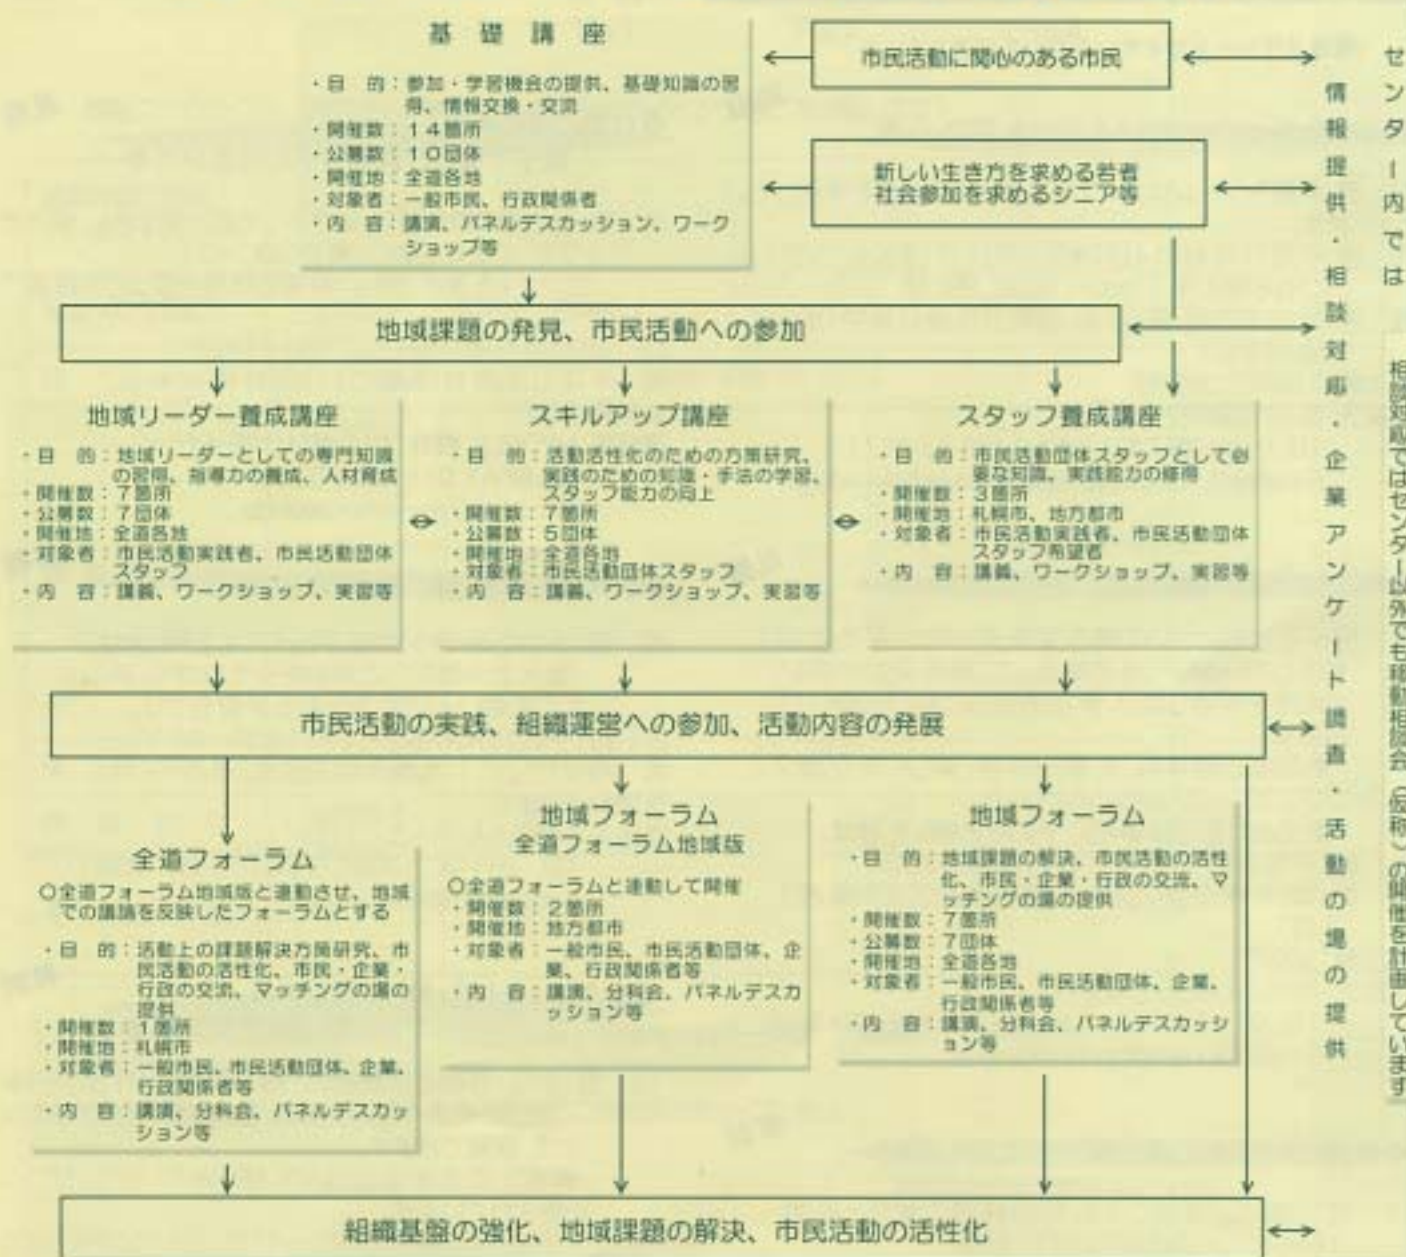 基礎講座
・目　的：参加・学習機会の提供、基礎知識の習
得、情報交換・交流
・開催数：14箇所
・公募数：10団体
・開催地：全道各地
・対象者：一般市民、行政関係者
・内　容：講演、パネルデスカッション、ワーク
ショップ等
市民活動に関心のある市民
新しい生き方を求める若者
社会参加を求めるシニア等
地域課題の発見、市民活動への参加
地域リーダー養成講座
・目　的：地域リーダーとしての専門知識
の習得、指導力の養成、人材育成
・開催数：7箇所
・公募数：7団体
・開催地：全道各地
・対象者：市民活動実践者、市民活動団体
スタッフ
・内　容：講義、ワークショップ、実習等
スキルアップ講座
・目　的：活動活性化のための方策研究、
実践のための知識・手法の学習、
スタッフ能力の向上
・開催数：7箇所
・公募数：5団体
・開催地：全道各地
・対象者：市民活動団体スタッフ
・内　容：講義、ワークショップ、実習等
スタッフ養成講座
・目　的：市民活動団体スタッフとして必
要な知識、実践能力の修得
・開催数：3箇所
・開催地：札幌市、地方都市
・対象者：市民活動実践者、市民活動団体
スタッフ希望者
・内　容：講義、ワークショップ、実習等
市民活動の実践、組織運営への参加、活動内容の発展
全道フォーラム
○全道フォーラム地域版と連動させ、地域
での議論を反映したフォーラムとする
・目　的：活動上の課題解決方策研究、市
民活動の活性化、市民・企業・
行政の交流、マッチングの場の
提供
・開催数：1箇所
・開催地：札幌市
・対象者：一般市民、市民活動団体、企業、
行政関係者等
・内　容：講演、分科会、パネルデスカッ
ション等
地域フォーラム
全道フォーラム地域版
○全道フォーラムと連動して開催
・開催数：2箇所
・開催地：地方都市
・対象者：一般市民、市民活動団体、企
業、行政関係者等
・内　容：講演、分科会、パネルデスカ
ッション等
地域フォーラム
・目　的：地域課題の解決、市民活動の活性
化、市民・企業・行政の交流、マ
ッチングの場の提供
・開催数：7箇所
・公募数：7団体
・開催地：全道各地
・対象者：一般市民、市民活動団体、企業、
行政関係者等
・内　容：講演、分科会、パネルデスカッシ
ョン等
組織基盤の強化、地域課題の解決、市民活動の活性化
センター内では
情報提供・相談対応・企業アンケート調査・活動の場の提供
相談対応ではセンター以外でも移動相談会（仮称）の開催を計画しています